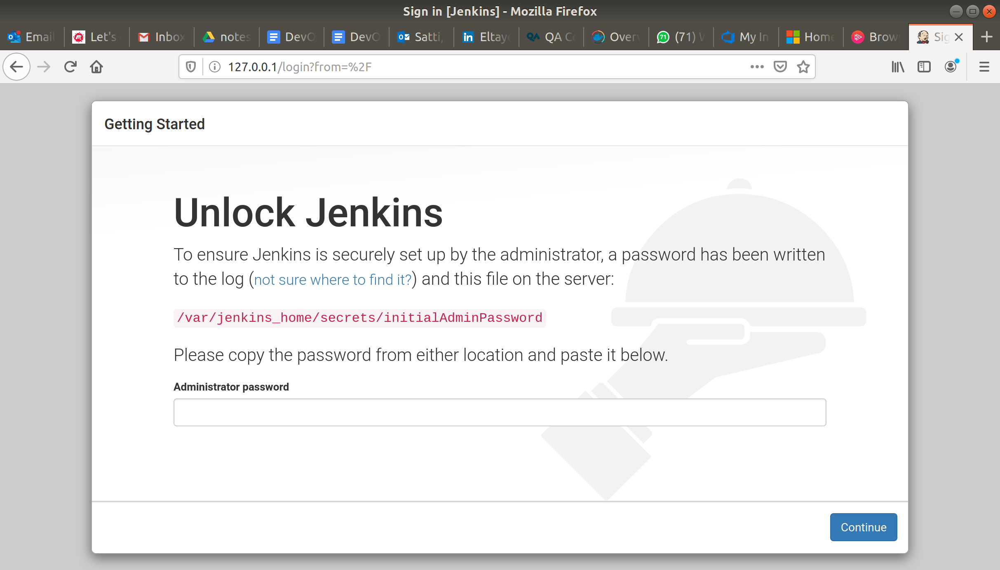 Sign in [Jenkins] - Mozilla Firefox
Email
Let's
Inbox
notes
DevO
DevO
Satti,
Eltay
QA Co
Over
71
(71)
My In
Home
Brow
Sig
127.0.0.1/login?from=%2F
Getting Started
Unlock Jenkins
To ensure Jenkins is securely set up by the administrator, a password has been written
to the log (not sure where to find it?) and this file on the server:
/var/jenkins_home/secrets/initialAdminPassword
Please copy the password from either location and paste it below.
Administrator password
Continue